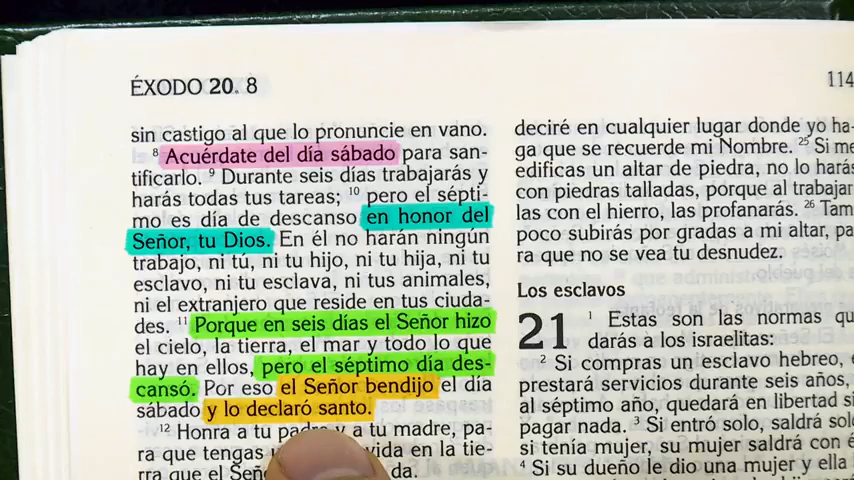 ÉXODO 20. 8
114
sin castigo al que lo pronuncie en vano.
8 Acuérdate del día sábado para san-
tificarlo. 9 Durante seis días trabajarás y
harás todas tus tareas; 10 pero el sépti-
mo es día de descanso en honor del
Señor, tu Dios. En él no harán ningún
trabajo, ni tú, ni tu hijo, ni tu hija, ni tu
esclavo, ni tu esclava, ni tus animales,
ni el extranjero que reside en tus ciuda-
des. 11 Porque en seis días el Señor hizo
el cielo, la tierra, el mar y todo lo que
hay en ellos, pero el séptimo día des-
cansó. Por eso el Señor bendijo el día
sábado y lo declaró santo.
12 Honra a tu padre y a tu madre, pa-
ra que tengas vida en la tie-
rra que el Señ da.
deciré en cualquier lugar donde yo ha-
ga que se recuerde mi Nombre. 25 Si me
edificas un altar de piedra, no lo harás
con piedras talladas, porque al trabajar
las con el hierro, las profanarás. 26 Tam
poco subirás por gradas a mi altar, pa
ra que no se vea tu desnudez.
Los esclavos
21 1 Estas son las normas qu
darás a los israelitas:
2 Si compras un esclavo hebreo,
prestará servicios durante seis años,
al séptimo año, quedará en libertad si
pagar nada. 3 Si entró solo, saldrá sol
si tenía mujer, su mujer saldrá con é
4 Si su dueño le dio una mujer y ella